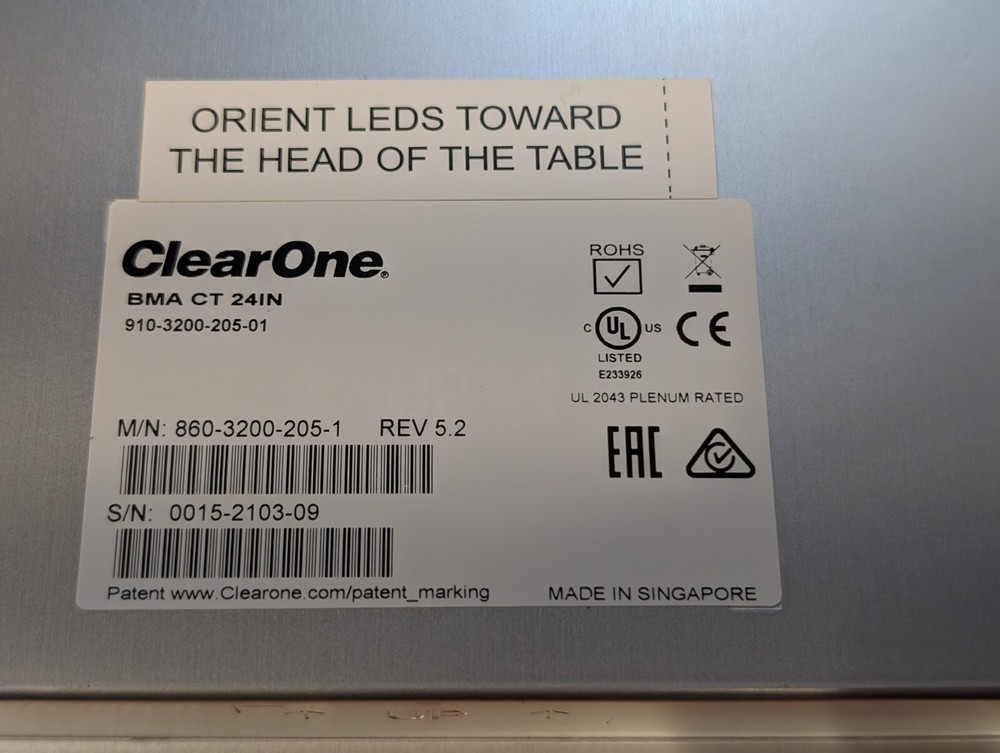 ORIENT LEDS TOWARD
THE HEAD OF THE TABLE
ClearOne®
BMA CT 24IN
910-3200-205-01
ROHS
C UL US
LISTED
E233926
CE
UL 2043 PLENUM RATED
M/N: 860-3200-205-1 REV 5.2
EAC
S/N: 0015-2103-09
Patent www.Clearone.com/patent_marking
MADE IN SINGAPORE
UP